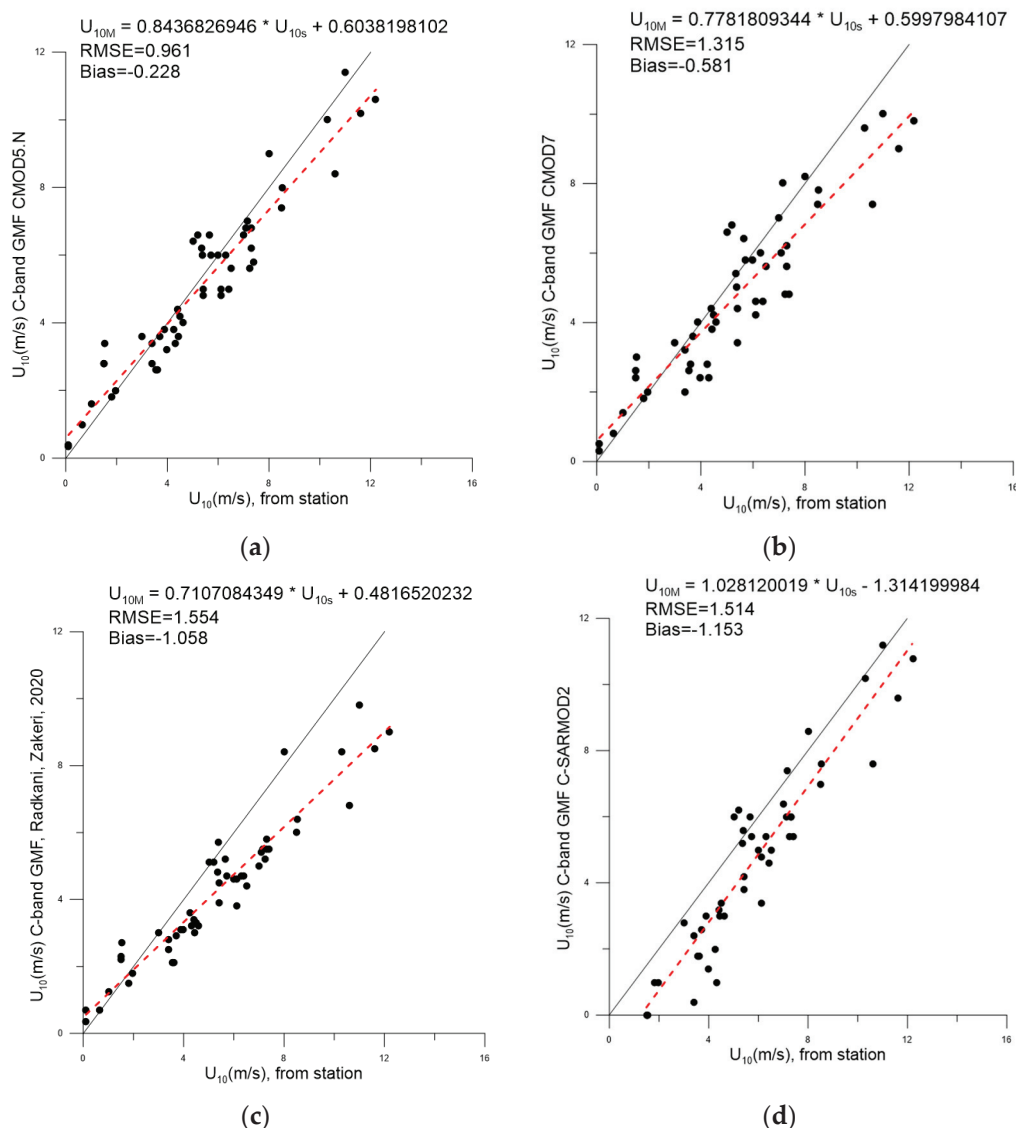 U10M = 0.8436826946 * U10s + 0.6038198102
RMSE=0.961
Bias=-0.228
12
8
4
0
U10(m/s) C-band GMF CMOD5.N
0 4 8 12 16
U10(m/s), from station
(a)
U10M = 0.7781809344 * U10s + 0.5997984107
RMSE=1.315
Bias=-0.581
12
8
4
0
U10(m/s) C-band GMF CMOD7
0 4 8 12 16
U10(m/s), from station
(b)
U10M = 0.7107084349 * U10s + 0.4816520232
RMSE=1.554
Bias=-1.058
12
8
4
0
U10(m/s) C-band GMF, Radkani, Zakeri, 2020
0 4 8 12 16
U10(m/s), from station
(c)
U10M = 1.028120019 * U10s - 1.314199984
RMSE=1.514
Bias=-1.153
12
8
4
0
U10(m/s) C-band GMF C-SARMOD2
0 4 8 12 16
U10(m/s), from station
(d)